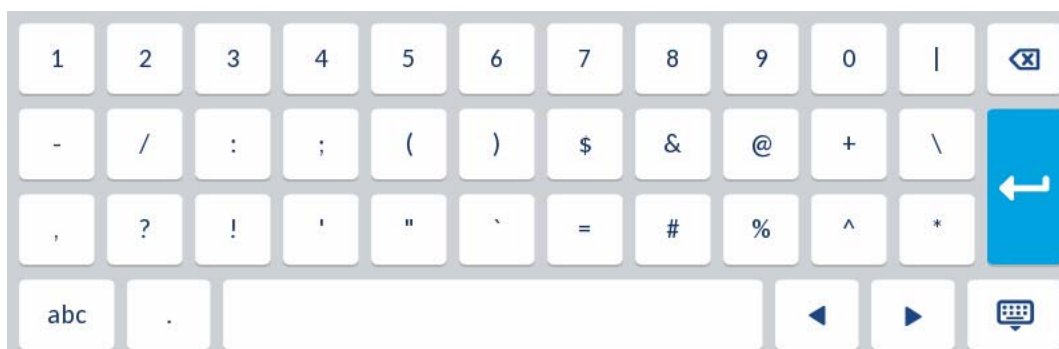 1 2 3 4 5 6 7 8 9 0 |
- / : ; ( ) $ & @ + \
, ? ! ' " ` = # % ^ *
abc .